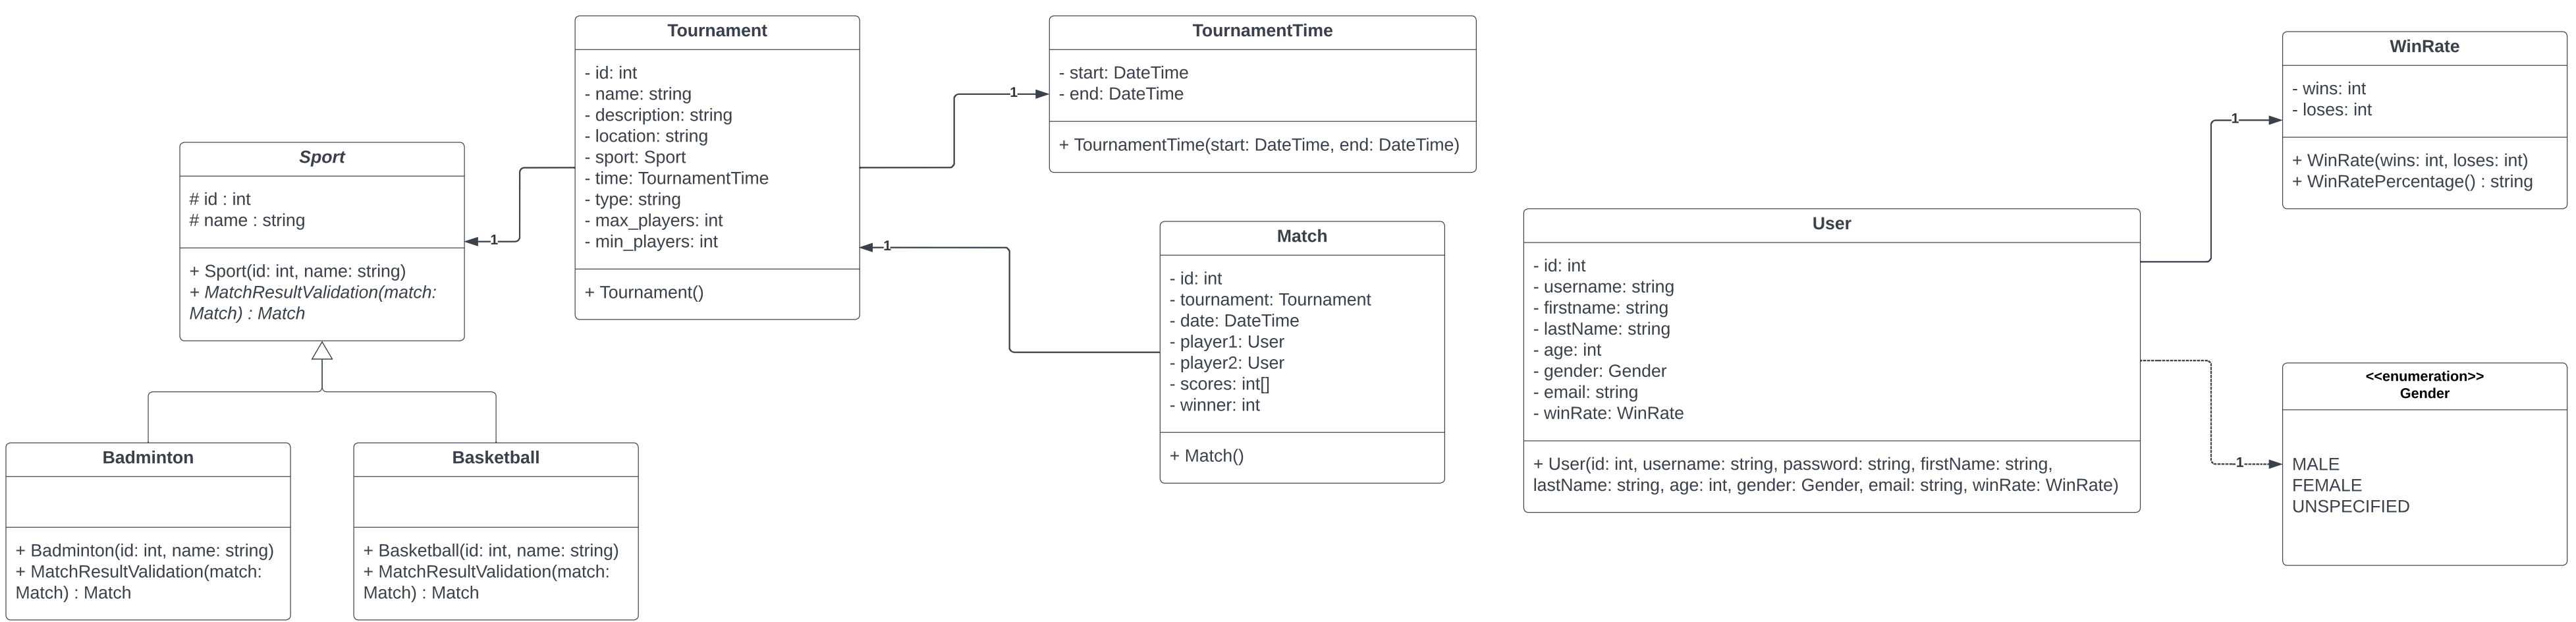 Tournament
- id: int
- name: string
- description: string
- location: string
- sport: Sport
- time: TournamentTime
- type: string
- max_players: int
- min_players: int
+ Tournament()
TournamentTime
- start: DateTime
- end: DateTime
+ TournamentTime(start: DateTime, end: DateTime)
1
WinRate
- wins: int
- loses: int
+ WinRate(wins: int, loses: int)
+ WinRatePercentage() : string
1
Sport
# id : int
# name : string
+ Sport(id: int, name: string)
+ MatchResultValidation(match:
Match) : Match
1
1
Match
- id: int
- tournament: Tournament
- date: DateTime
- player1: User
- player2: User
- scores: int[]
- winner: int
+ Match()
User
- id: int
- username: string
- firstname: string
- lastName: string
- age: int
- gender: Gender
- email: string
- winRate: WinRate
+ User(id: int, username: string, password: string, firstName: string,
lastName: string, age: int, gender: Gender, email: string, winRate: WinRate)
1
<<enumeration>>
Gender
MALE
FEMALE
UNSPECIFIED
Badminton
+ Badminton(id: int, name: string)
+ MatchResultValidation(match:
Match) : Match
Basketball
+ Basketball(id: int, name: string)
+ MatchResultValidation(match:
Match) : Match